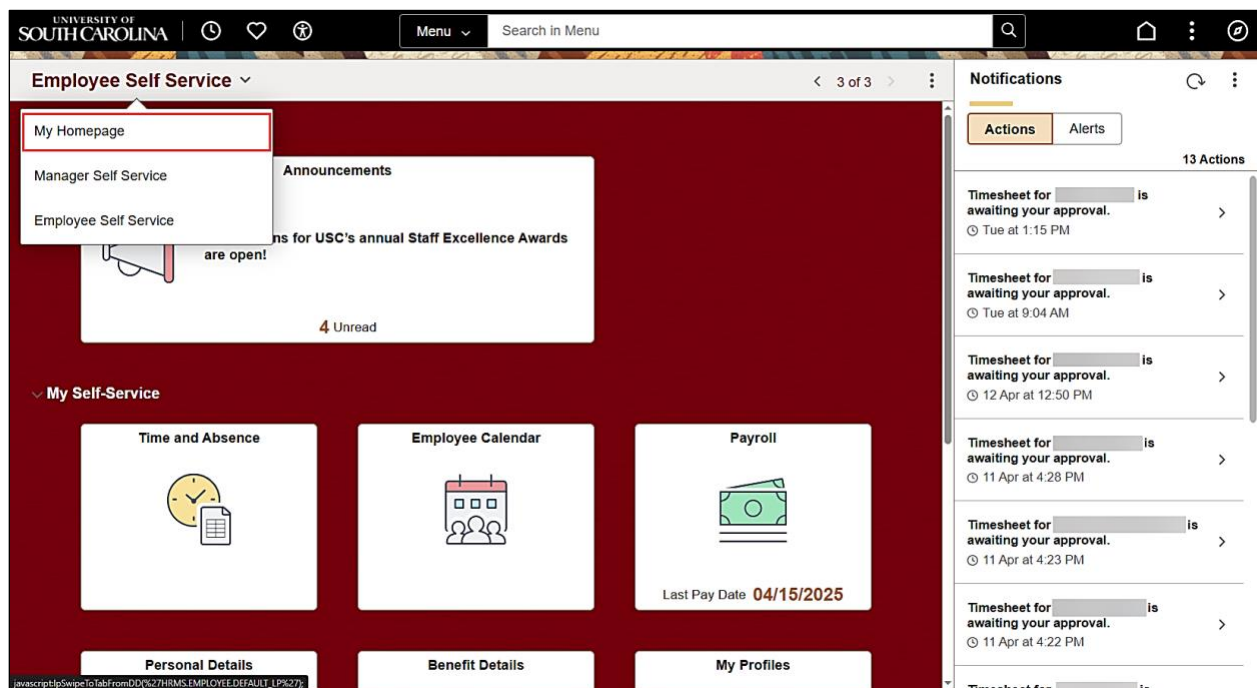 UNIVERSITY OF
SOUTH CAROLINA
Menu
Search in Menu
Employee Self Service
3 of 3
My Homepage
Manager Self Service
Employee Self Service
Announcements
ns for USC's annual Staff Excellence Awards
are open!
4 Unread
My Self-Service
Time and Absence
Employee Calendar
Payroll
Last Pay Date 04/15/2025
Personal Details
Benefit Details
My Profiles
javascript:lpSwipeToTabFromDD(%27HRMS.EMPLOYEE.DEFAULT_LP%27);
Notifications
Actions
Alerts
13 Actions
Timesheet for is
awaiting your approval.
Tue at 1:15 PM
Timesheet for is
awaiting your approval.
Tue at 9:04 AM
Timesheet for is
awaiting your approval.
12 Apr at 12:50 PM
Timesheet for is
awaiting your approval.
11 Apr at 4:28 PM
Timesheet for is
awaiting your approval.
11 Apr at 4:23 PM
Timesheet for is
awaiting your approval.
11 Apr at 4:22 PM
Timesheet for is